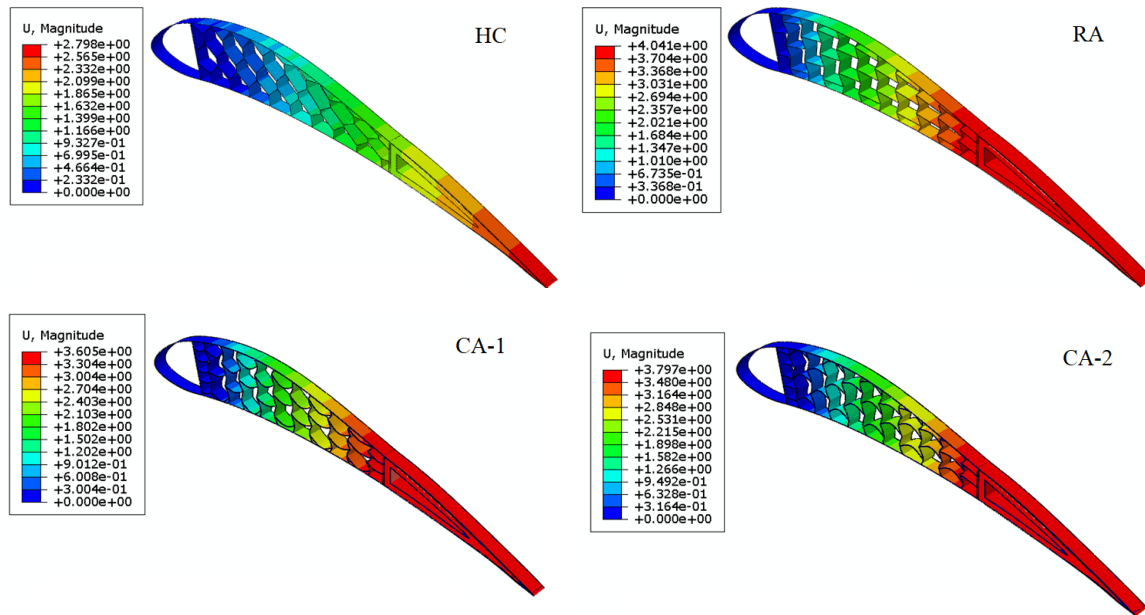 U, Magnitude
+2.798e+00
+2.565e+00
+2.332e+00
+2.099e+00
+1.865e+00
+1.632e+00
+1.399e+00
+1.166e+00
+9.327e-01
+6.995e-01
+4.664e-01
+2.332e-01
+0.000e+00
HC
U, Magnitude
+4.041e+00
+3.704e+00
+3.368e+00
+3.031e+00
+2.694e+00
+2.357e+00
+2.021e+00
+1.684e+00
+1.347e+00
+1.010e+00
+6.735e-01
+3.368e-01
+0.000e+00
RA
U, Magnitude
+3.605e+00
+3.304e+00
+3.004e+00
+2.704e+00
+2.403e+00
+2.103e+00
+1.802e+00
+1.502e+00
+1.202e+00
+9.012e-01
+6.008e-01
+3.004e-01
+0.000e+00
CA-1
U, Magnitude
+3.797e+00
+3.480e+00
+3.164e+00
+2.848e+00
+2.531e+00
+2.215e+00
+1.898e+00
+1.582e+00
+1.266e+00
+9.492e-01
+6.328e-01
+3.164e-01
+0.000e+00
CA-2